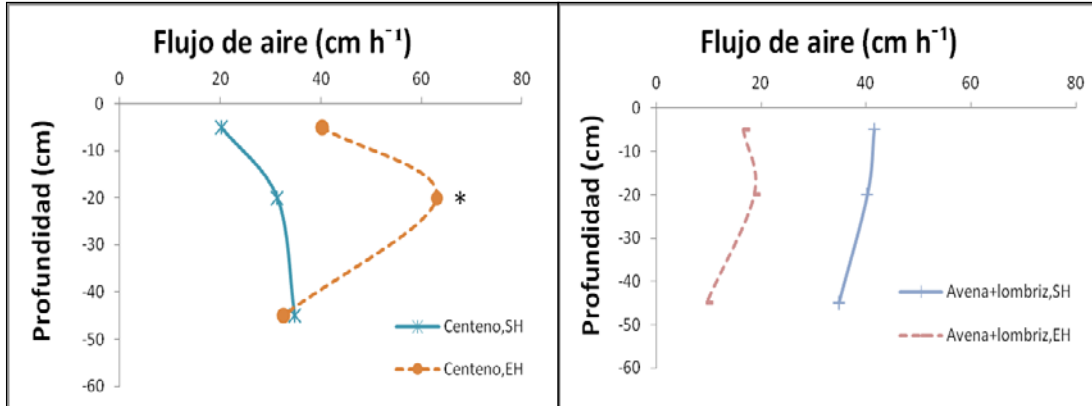 Flujo de aire (cm h⁻¹)
0 20 40 60 80
Profundidad (cm)
0
-10
-20
-30
-40
-50
-60
*
Centeno,SH
Centeno,EH
Flujo de aire (cm h⁻¹)
0 20 40 60 80
Profundidad (cm)
0
-10
-20
-30
-40
-50
-60
Avena+lombriz,SH
Avena+lombriz,EH